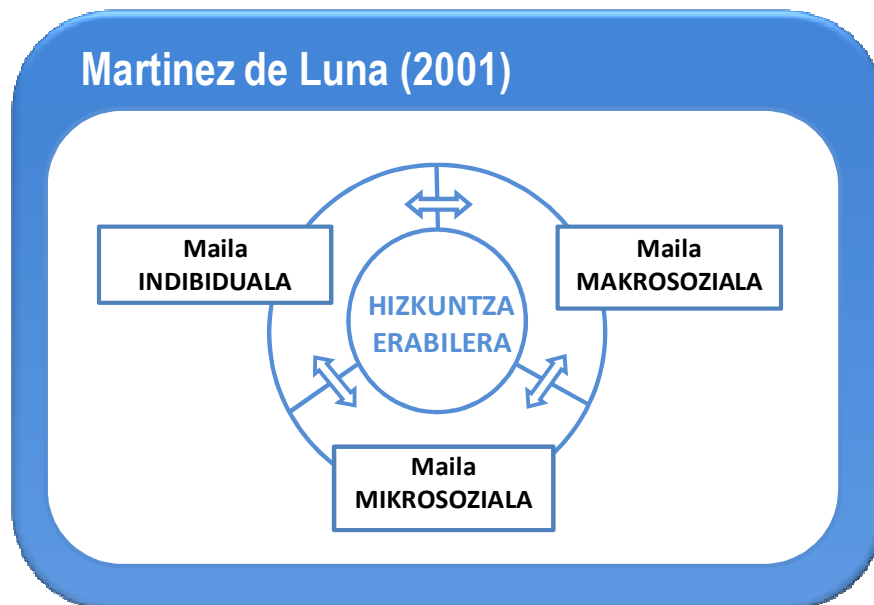 Martinez de Luna (2001)
Maila
INDIBIDUALA
Maila
MAKROSOZIALA
HIZKUNTZA
ERABILERA
Maila
MIKROSOZIALA